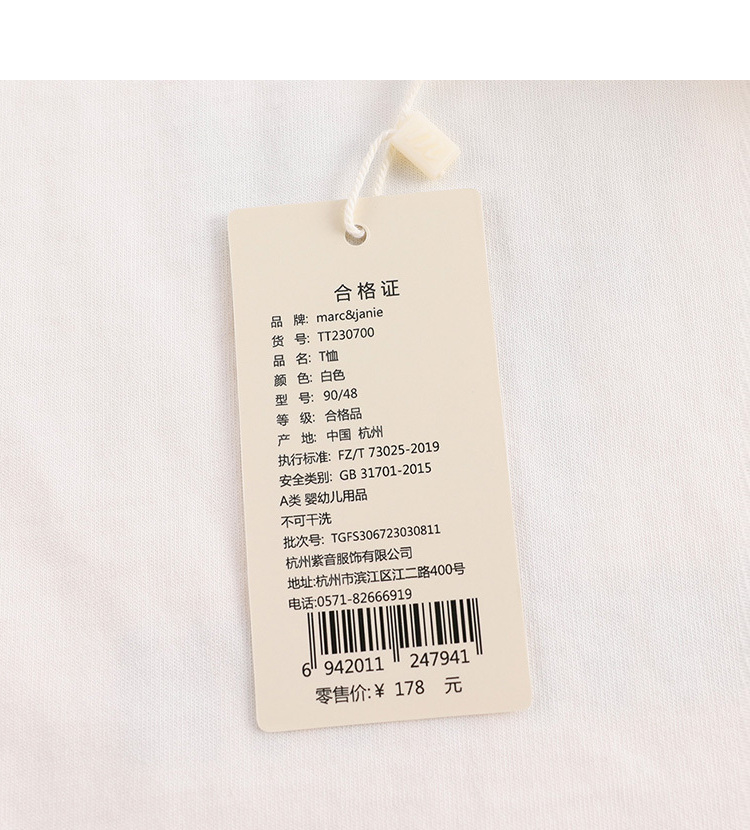 合格证
品 牌: marc&janie
货 号: TT230700
品 名: T恤
颜 色: 白色
型 号: 90/48
等 级: 合格品
产 地: 中国 杭州
执行标准: FZ/T 73025-2019
安全类别: GB 31701-2015
A类 婴幼儿用品
不可干洗
批次号: TGFS306723030811
杭州紫音服饰有限公司
地址:杭州市滨江区江二路400号
电话:0571-82666919
6 942011 247941
零售价:¥ 178 元